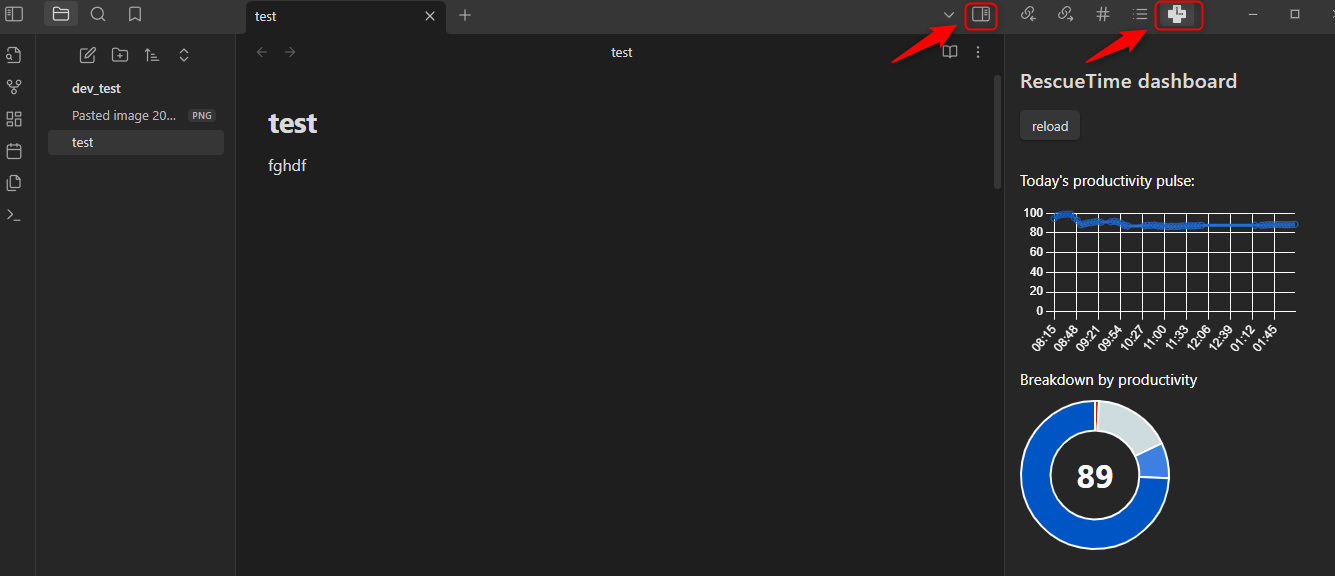 test
test
dev_test
Pasted image 20... PNG
test
test
fghdf
RescueTime dashboard
reload
Today's productivity pulse:
100
80
60
40
20
0
08:15 08:48 09:21 09:54 10:27 11:00 11:33 12:06 12:39 01:12 01:45
Breakdown by productivity
89